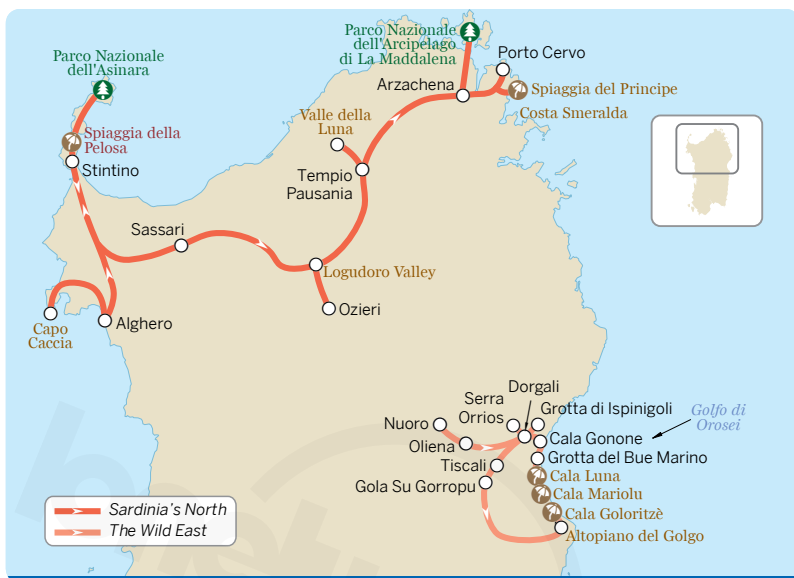 Parco Nazionale
dell'Asinara
Parco Nazionale
dell'Arcipelago
di La Maddalena
Porto Cervo
Arzachena
Spiaggia del Principe
Costa Smeralda
Valle della
Luna
Spiaggia della
Pelosa
Stintino
Tempio
Pausania
Sassari
Logudoro Valley
Ozieri
Capo
Caccia
Alghero
Dorgali
Serra
Orrios
Grotta di Ispinigoli
Golfo di
Orosei
Nuoro
Cala Gonone
Oliena
Grotta del Bue Marino
Tiscali
Cala Luna
Gola Su Gorropu
Cala Mariolu
Cala Goloritzè
Altopiano del Golgo
Sardinia's North
The Wild East